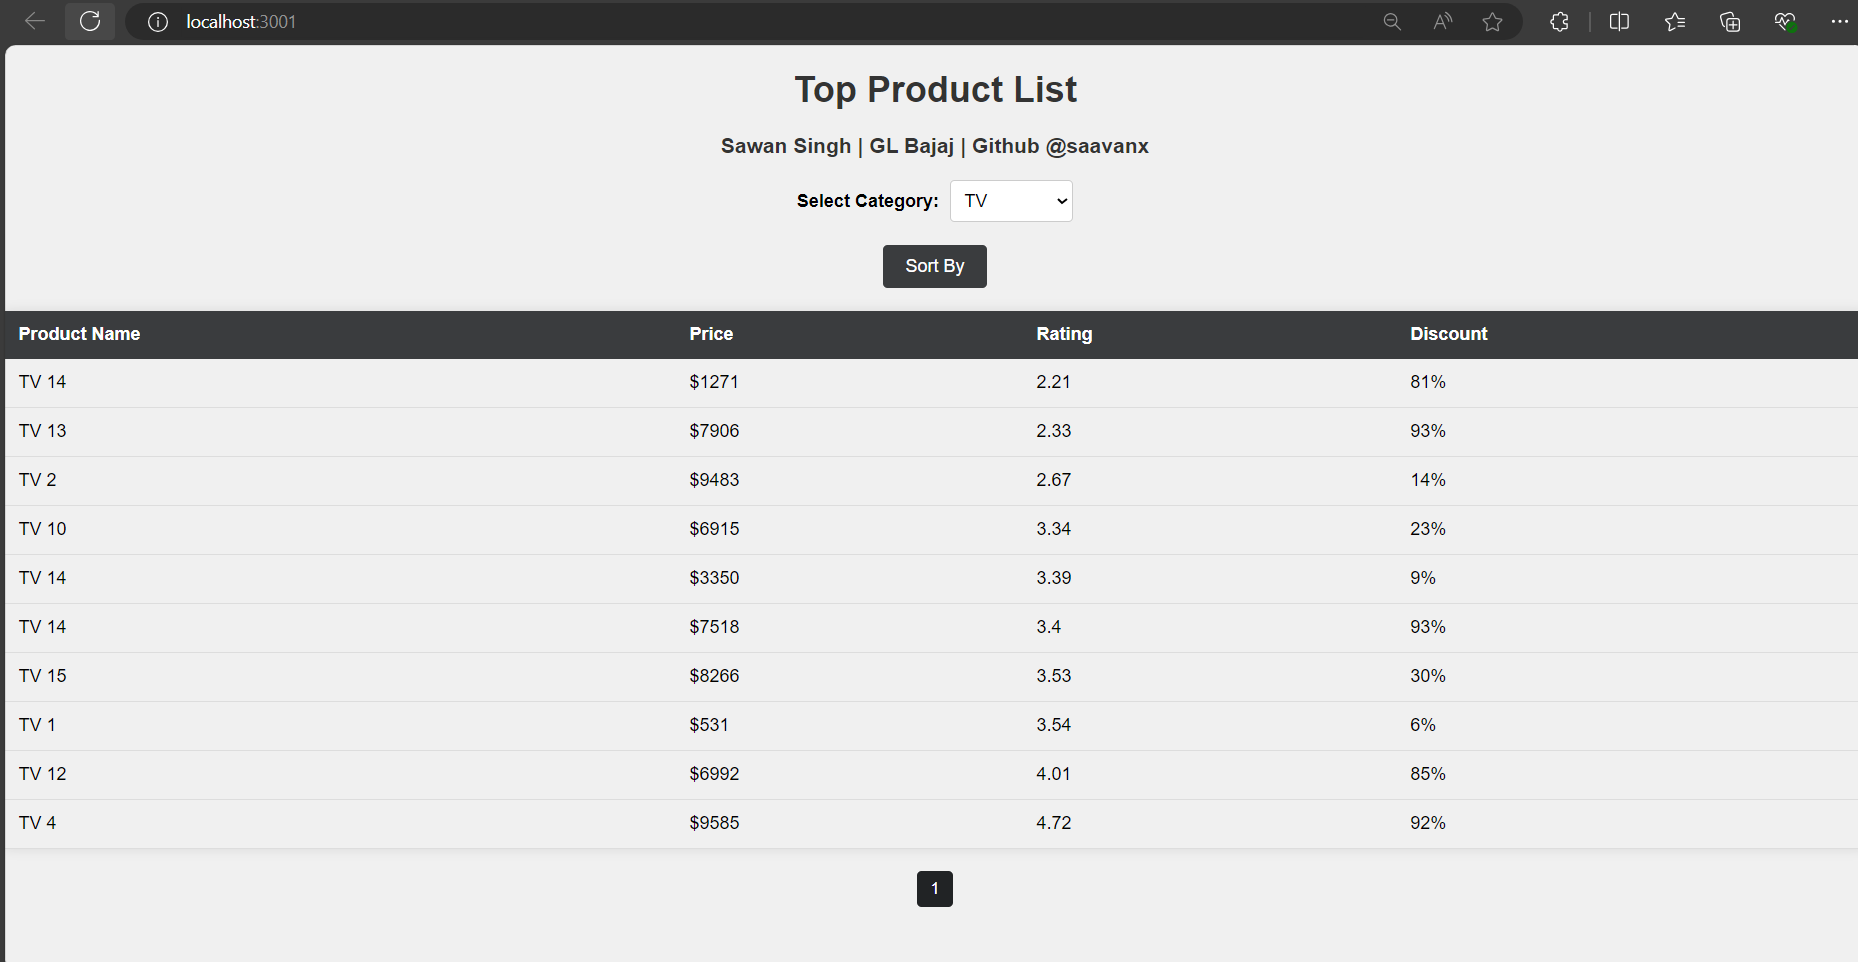 localhost:3001
Top Product List
Sawan Singh | GL Bajaj | Github @saavanx
Select Category: TV
Sort By
Product Name Price Rating Discount
TV 14 $1271 2.21 81%
TV 13 $7906 2.33 93%
TV 2 $9483 2.67 14%
TV 10 $6915 3.34 23%
TV 14 $3350 3.39 9%
TV 14 $7518 3.4 93%
TV 15 $8266 3.53 30%
TV 1 $531 3.54 6%
TV 12 $6992 4.01 85%
TV 4 $9585 4.72 92%
1